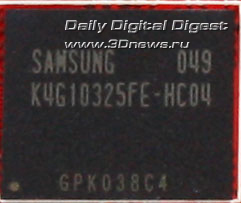 Daily Digital Digest
www.3Dnews.ru
SAMSUNG 049
K4G10325FE-HC04
GPK038C4